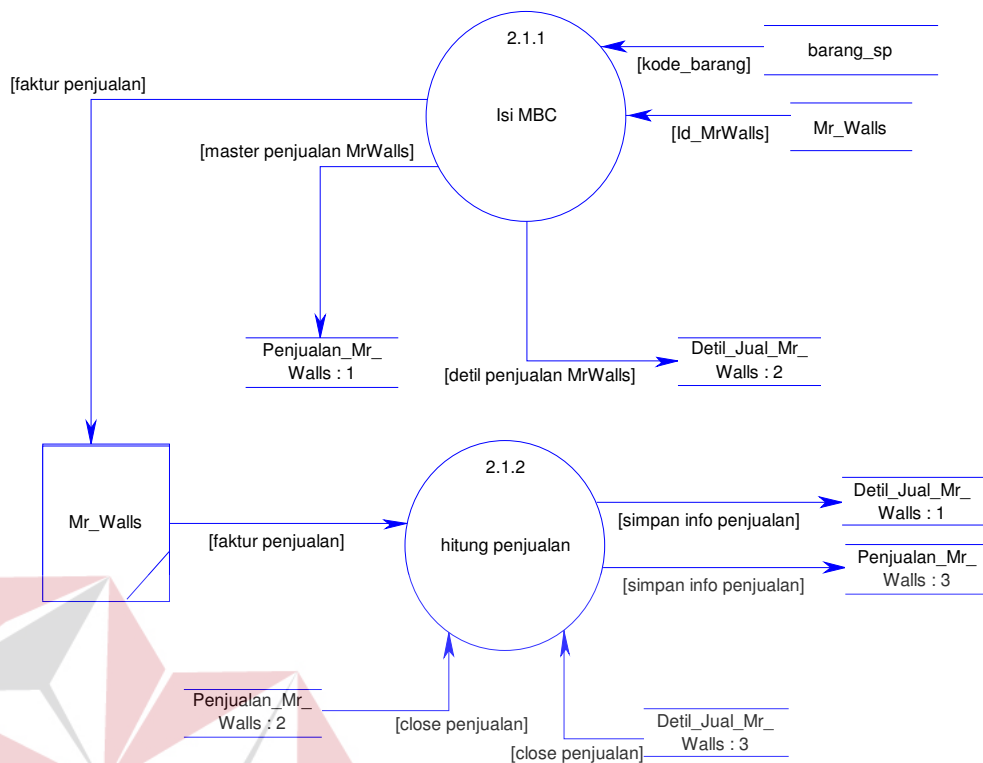 2.1.1
barang_sp
[kode_barang]
[faktur penjualan]
Isi MBC
Mr_Walls
[Id_MrWalls]
[master penjualan MrWalls]
Penjualan_Mr_
Walls : 1
Detil_Jual_Mr_
Walls : 2
[detil penjualan MrWalls]
2.1.2
Mr_Walls
[faktur penjualan]
hitung penjualan
Detil_Jual_Mr_
Walls : 1
[simpan info penjualan]
Penjualan_Mr_
Walls : 3
[simpan info penjualan]
Penjualan_Mr_
Walls : 2
[close penjualan]
Detil_Jual_Mr_
Walls : 3
[close penjualan]